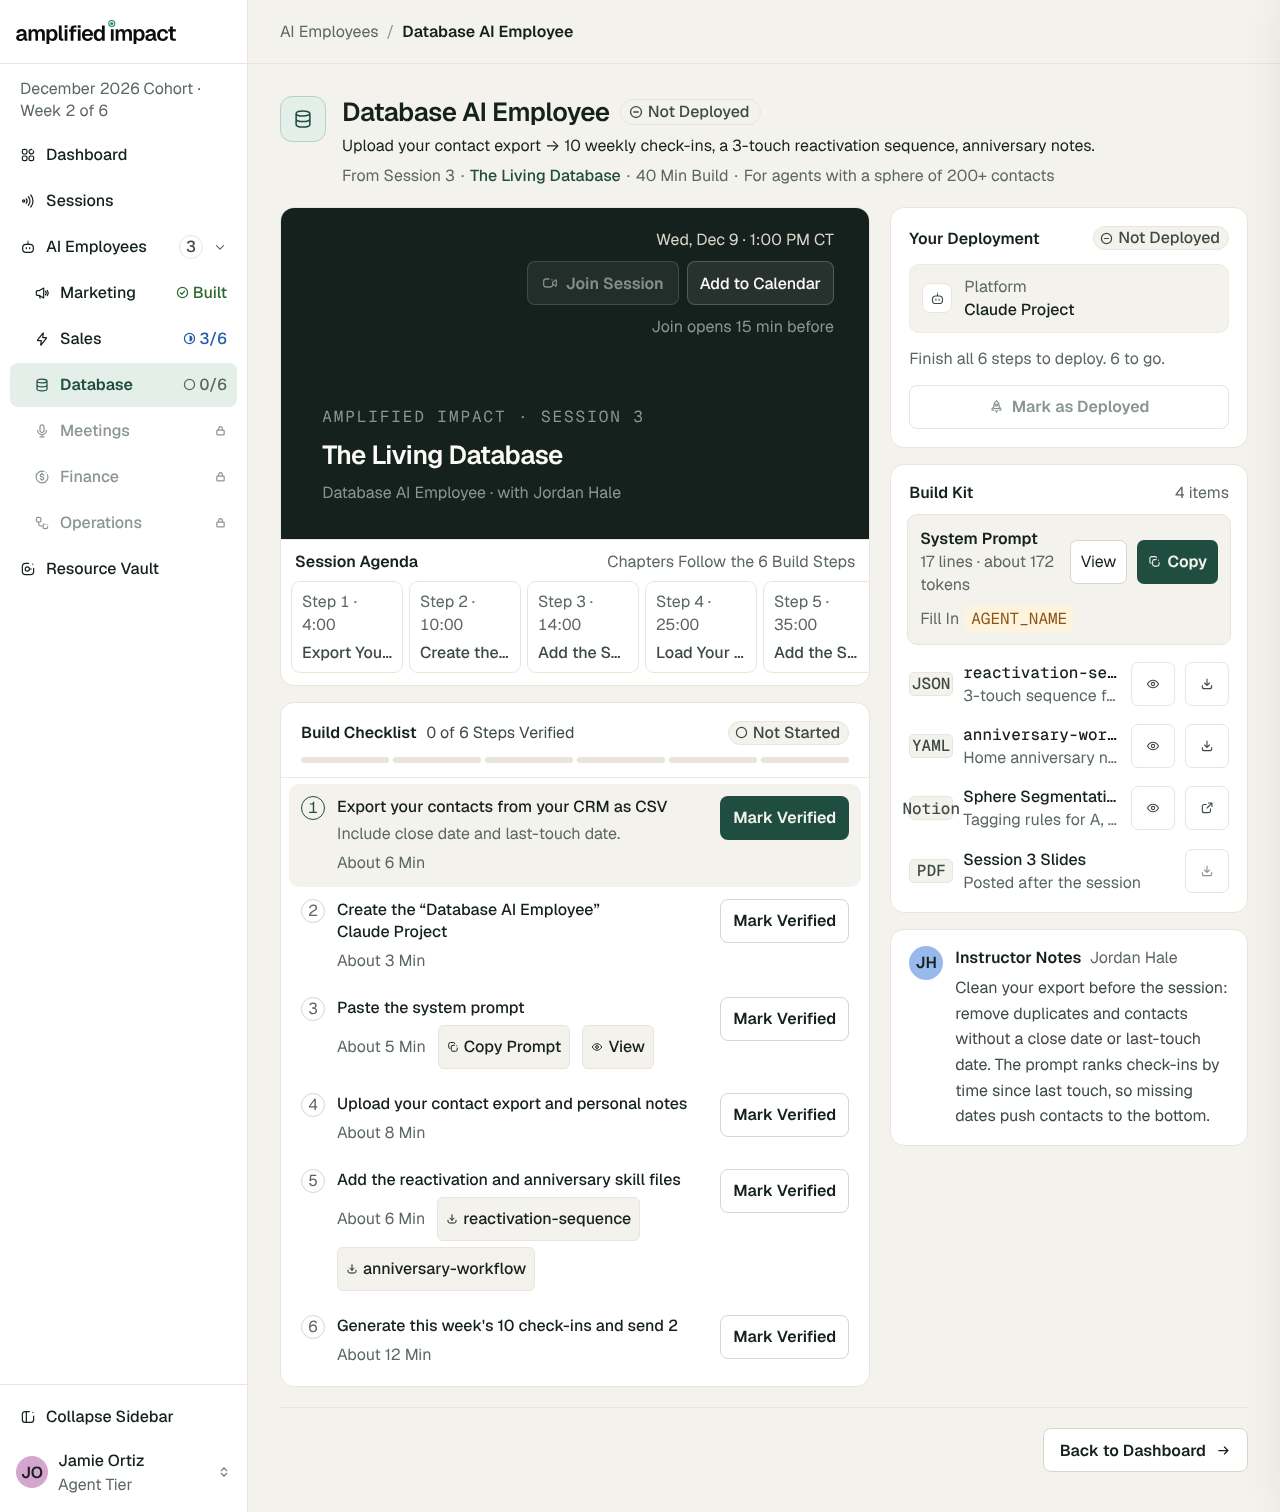 amplified impact
December 2026 Cohort ·
Week 2 of 6
Dashboard
Sessions
AI Employees 3
Marketing Built
Sales 3/6
Database 0/6
Meetings
Finance
Operations
Resource Vault
Collapse Sidebar
JO
Jamie Ortiz
Agent Tier
AI Employees / Database AI Employee
Database AI Employee Not Deployed
Upload your contact export → 10 weekly check-ins, a 3-touch reactivation sequence, anniversary notes.
From Session 3 · The Living Database · 40 Min Build · For agents with a sphere of 200+ contacts
Wed, Dec 9 · 1:00 PM CT
Join Session Add to Calendar
Join opens 15 min before
AMPLIFIED IMPACT · SESSION 3
The Living Database
Database AI Employee · with Jordan Hale
Session Agenda Chapters Follow the 6 Build Steps
Step 1 ·
4:00
Export You...
Step 2 ·
10:00
Create the...
Step 3 ·
14:00
Add the S...
Step 4 ·
25:00
Load Your ...
Step 5 ·
35:00
Add the S...
Build Checklist 0 of 6 Steps Verified Not Started
1 Export your contacts from your CRM as CSV Mark Verified
Include close date and last-touch date.
About 6 Min
2 Create the “Database AI Employee” Mark Verified
Claude Project
About 3 Min
3 Paste the system prompt Mark Verified
About 5 Min Copy Prompt View
4 Upload your contact export and personal notes Mark Verified
About 8 Min
5 Add the reactivation and anniversary skill files Mark Verified
About 6 Min reactivation-sequence
anniversary-workflow
6 Generate this week's 10 check-ins and send 2 Mark Verified
About 12 Min
Your Deployment Not Deployed
Platform
Claude Project
Finish all 6 steps to deploy. 6 to go.
Mark as Deployed
Build Kit 4 items
System Prompt
17 lines · about 172
tokens
View Copy
Fill In AGENT_NAME
JSON reactivation-se...
3-touch sequence f...
YAML anniversary-wor...
Home anniversary n...
Notion Sphere Segmentati...
Tagging rules for A, ...
PDF Session 3 Slides
Posted after the session
JH Instructor Notes Jordan Hale
Clean your export before the session:
remove duplicates and contacts
without a close date or last-touch
date. The prompt ranks check-ins by
time since last touch, so missing
dates push contacts to the bottom.
Back to Dashboard →